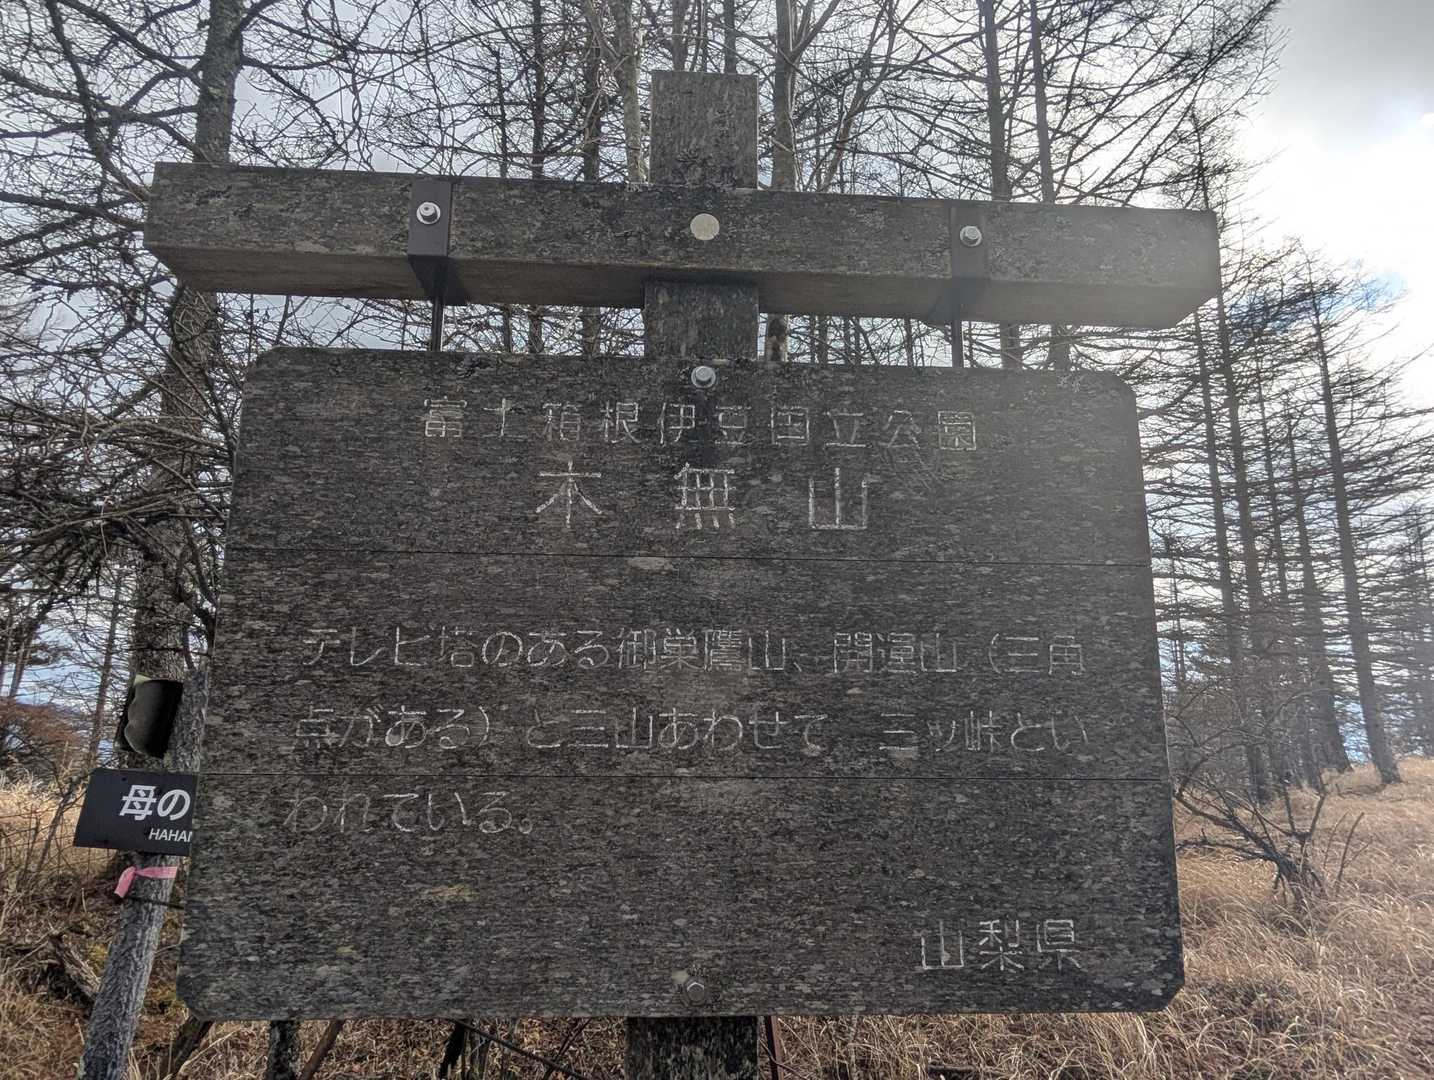 富士箱根伊豆国立公園
木無山
テレビ塔のある御巣鷹山、開運山（三角
点がある）と三山あわせて 三ッ峠とい
われている。
山梨県
母の
HAHA